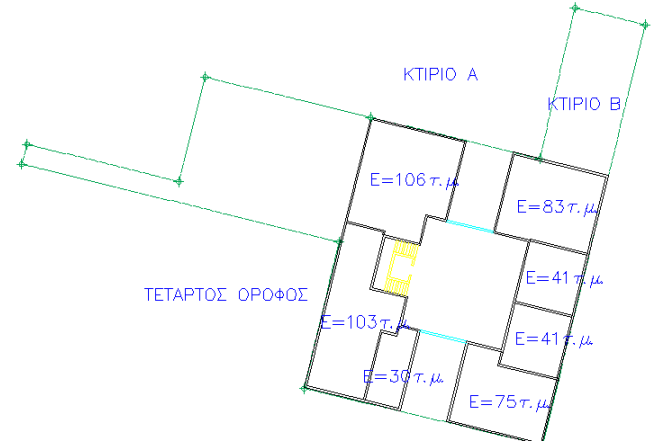 ΚΤΙΡΙΟ Α
ΚΤΙΡΙΟ Β
Ε=106τ.μ.
Ε=83τ.μ.
Ε=41τ.μ.
ΤΕΤΑΡΤΟΣ ΟΡΟΦΟΣ
Ε=103τ.μ.
Ε=41τ.μ.
Ε=30τ.μ.
Ε=75τ.μ.